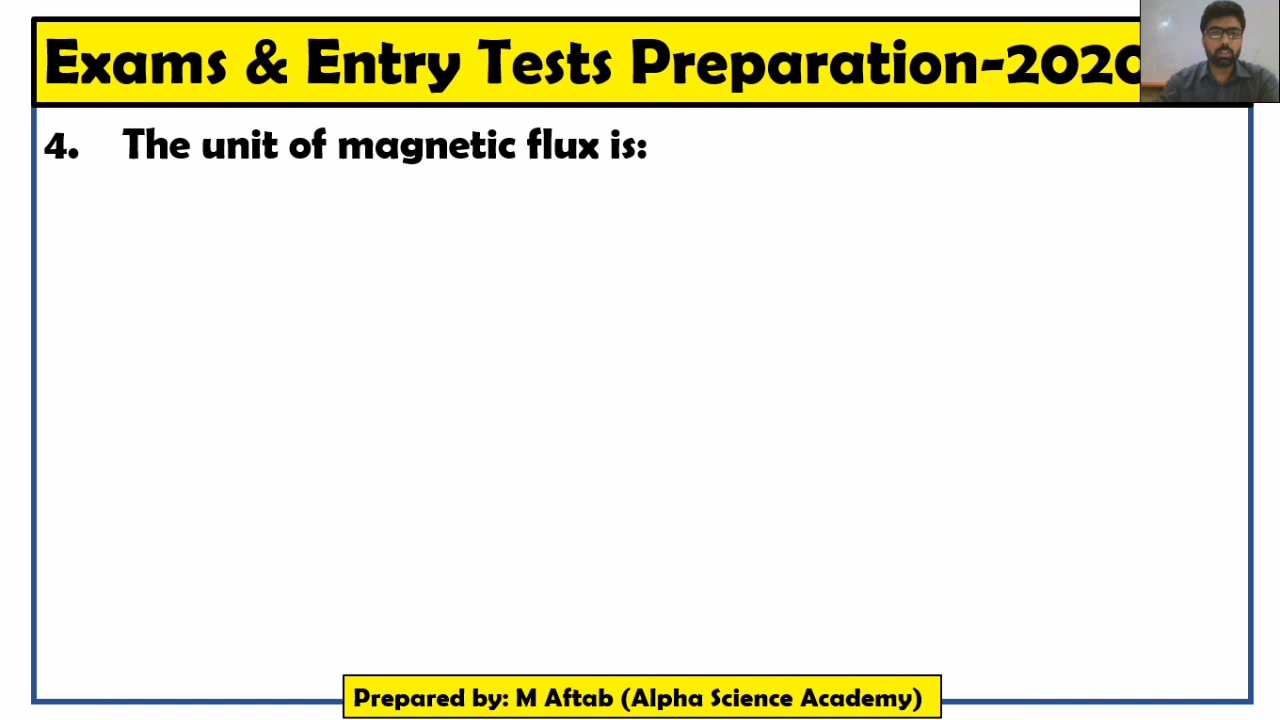 Exams & Entry Tests Preparation-2020
4. The unit of magnetic flux is:
Prepared by: M Aftab (Alpha Science Academy)